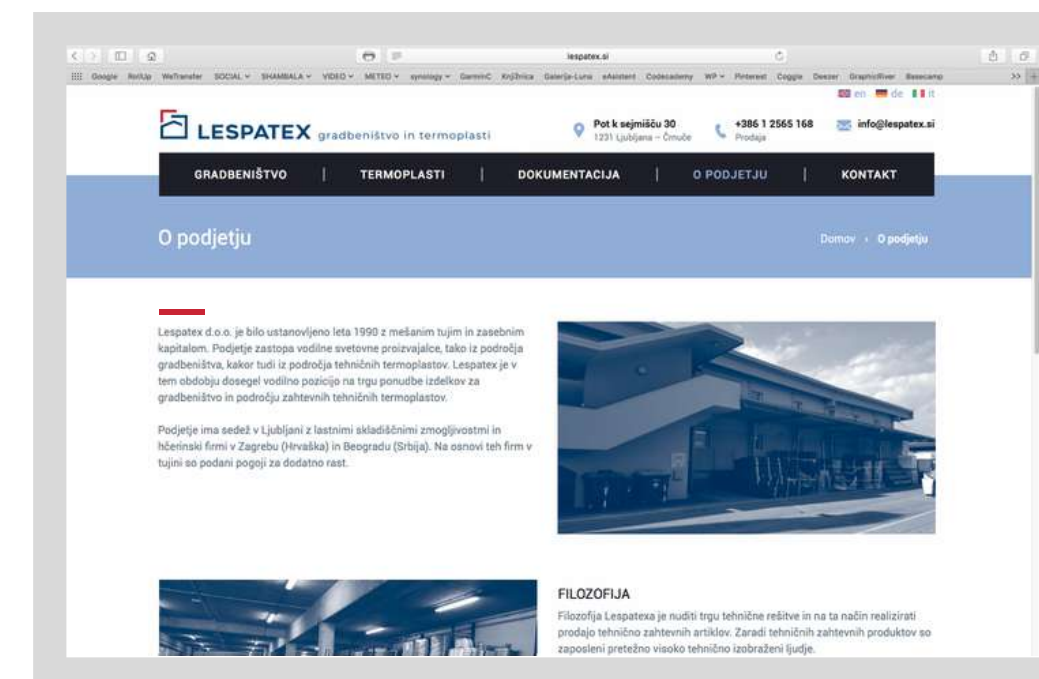 lespatex.si
Google RollUp WeTransfer SOCIAL SHAMBALA VIDEO METEO synology GarminC Knjižnica Galerija-Luna eAsistent Codecademy WP Pinterest Coggle Deezer GraphicRiver Basecamp >>
en de it
LESPATEX gradbeništvo in termoplasti
Pot k sejmišču 30
1231 Ljubljana – Črnuče
+386 1 2565 168
Prodaja
info@lespatex.si
GRADBENIŠTVO | TERMOPLASTI | DOKUMENTACIJA | O PODJETJU | KONTAKT
O podjetju
Domov › O podjetju
Lespatex d.o.o. je bilo ustanovljeno leta 1990 z mešanim tujim in zasebnim
kapitalom. Podjetje zastopa vodilne svetovne proizvajalce, tako iz področja
gradbeništva, kakor tudi iz področja tehničnih termoplastov. Lespatex je v
tem obdobju dosegel vodilno pozicijo na trgu ponudbe izdelkov za
gradbeništvo in področju zahtevnih tehničnih termoplastov.
Podjetje ima sedež v Ljubljani z lastnimi skladiščnimi zmogljivostmi in
hčerinski firmi v Zagrebu (Hrvaška) in Beogradu (Srbija). Na osnovi teh firm v
tujini so podani pogoji za dodatno rast.
FILOZOFIJA
Filozofija Lespatexa je nuditi trgu tehnične rešitve in na ta način realizirati
prodajo tehnično zahtevnih artiklov. Zaradi tehničnih zahtevnih produktov so
zaposleni pretežno visoko tehnično izobraženi ljudje.